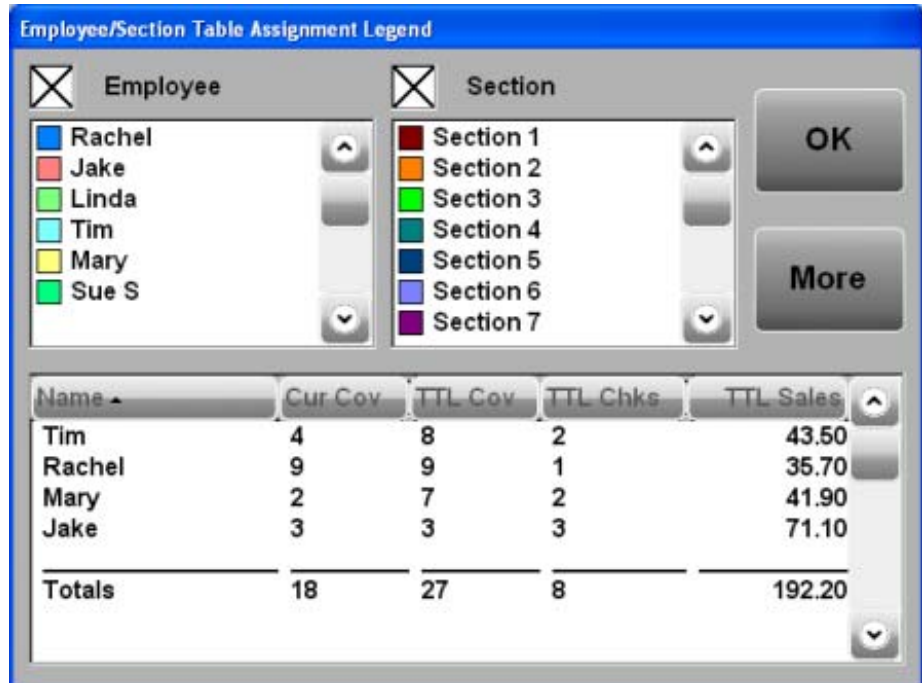 Employee/Section Table Assignment Legend
Employee
Section
Rachel
Jake
Linda
Tim
Mary
Sue S
Section 1
Section 2
Section 3
Section 4
Section 5
Section 6
Section 7
OK
More
Name Cur Cov TTL Cov TTL Chks TTL Sales
Tim 4 8 2 43.50
Rachel 9 9 1 35.70
Mary 2 7 2 41.90
Jake 3 3 3 71.10
Totals 18 27 8 192.20